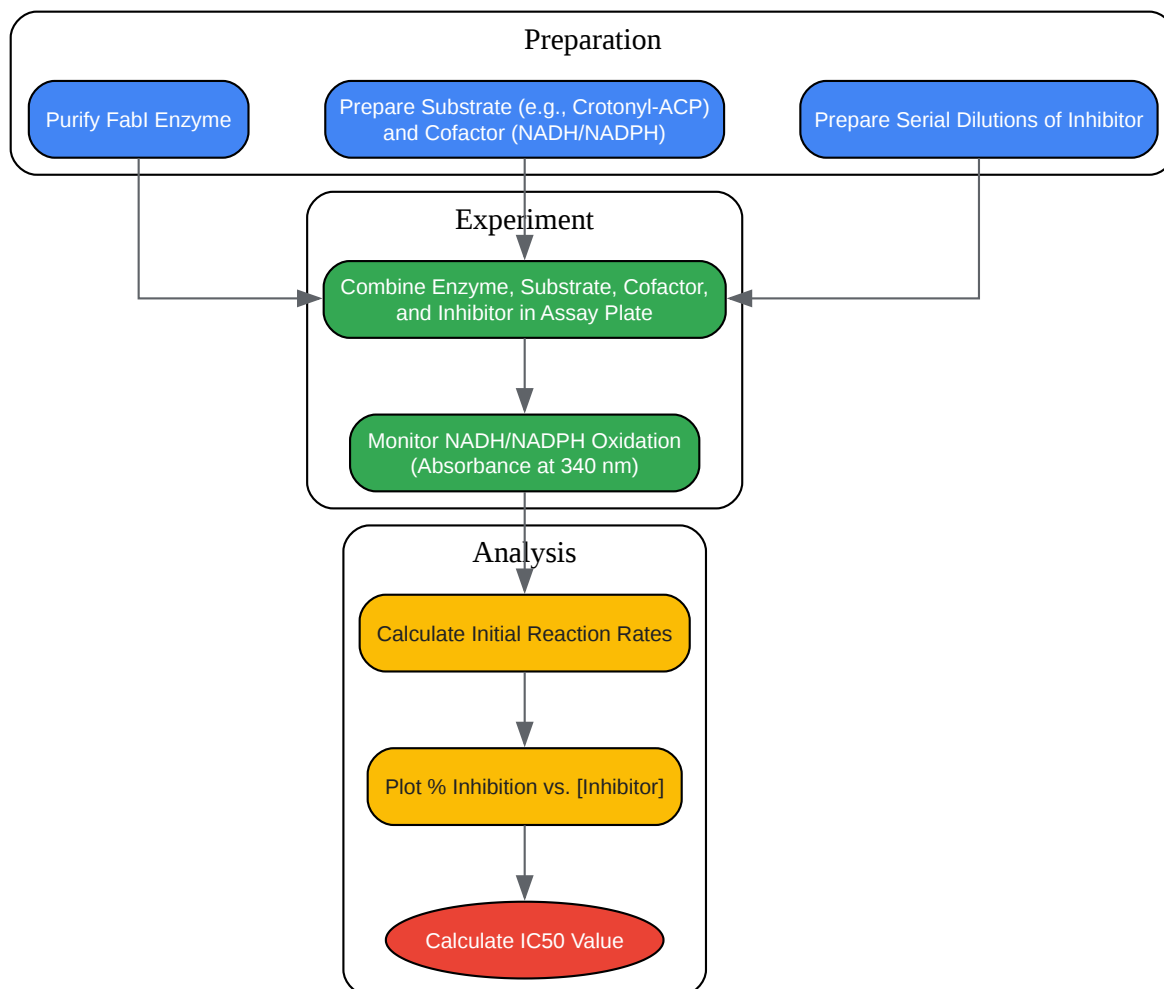 Preparation
Purify FabI Enzyme
Prepare Substrate (e.g., Crotonyl-ACP)
and Cofactor (NADH/NADPH)
Prepare Serial Dilutions of Inhibitor
Experiment
Combine Enzyme, Substrate, Cofactor,
and Inhibitor in Assay Plate
Monitor NADH/NADPH Oxidation
(Absorbance at 340 nm)
Analysis
Calculate Initial Reaction Rates
Plot % Inhibition vs. [Inhibitor]
Calculate IC50 Value